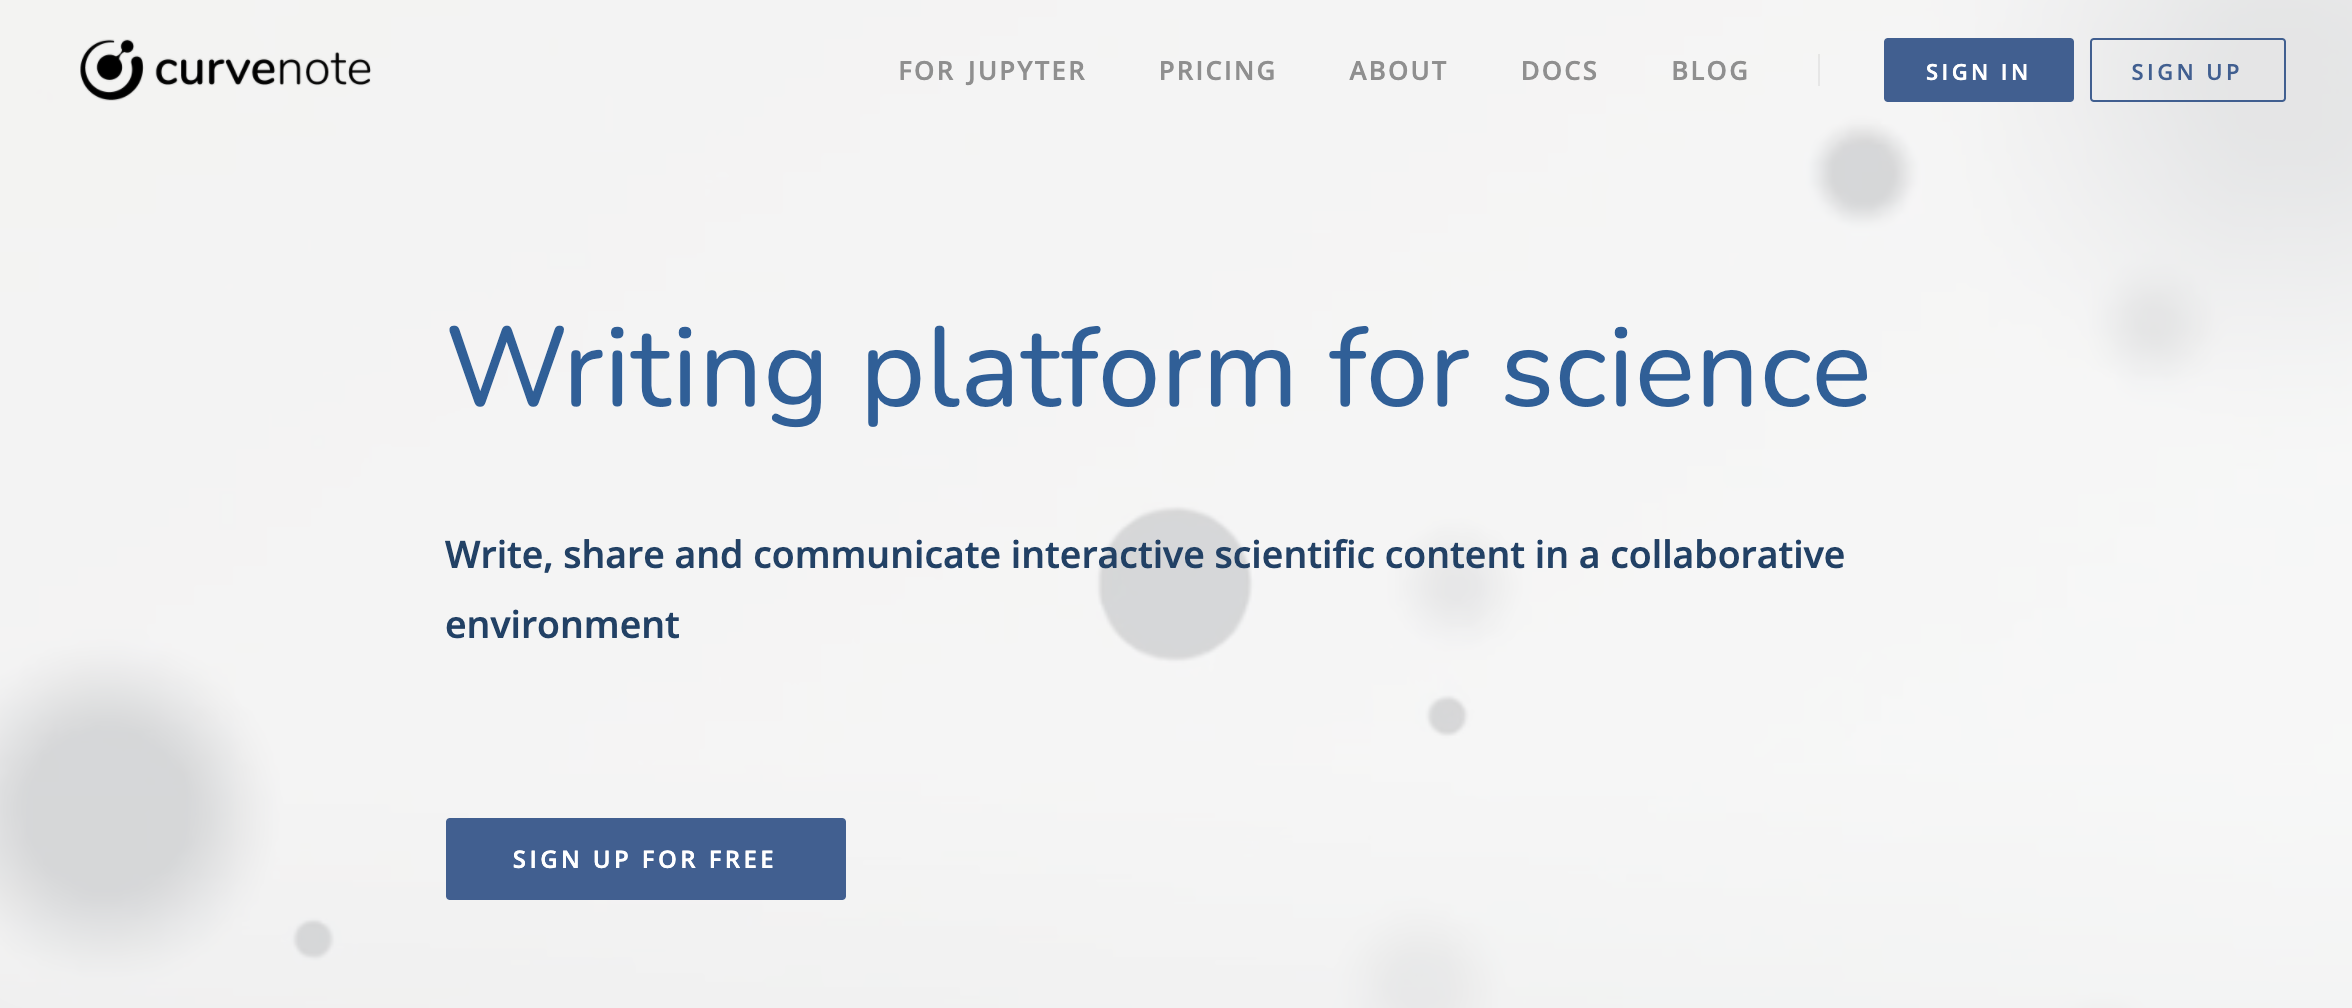 curvenote
FOR JUPYTER
PRICING
ABOUT
DOCS
BLOG
SIGN IN
SIGN UP
Writing platform for science
Write, share and communicate interactive scientific content in a collaborative
environment
SIGN UP FOR FREE